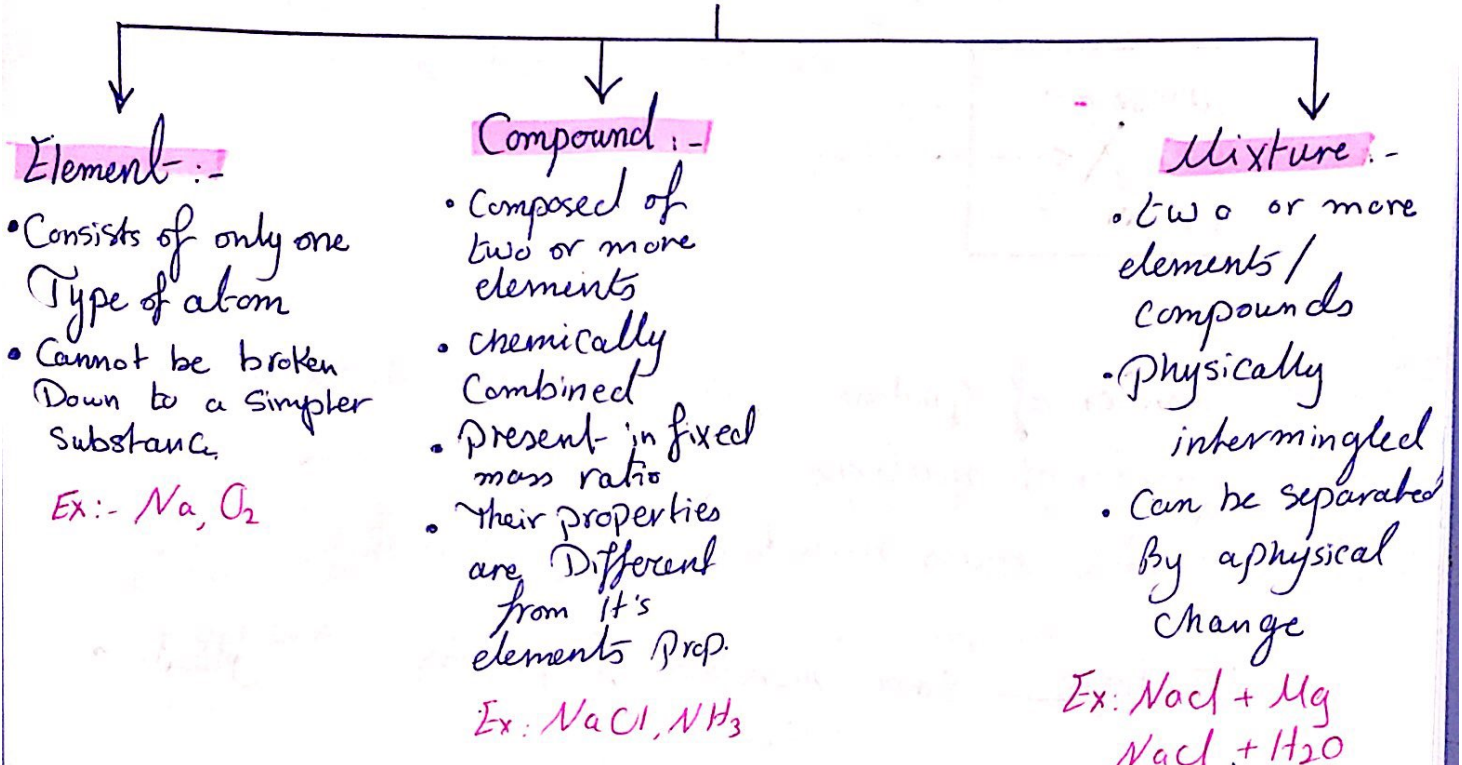 Element :-
• Consists of only one
Type of atom
• Cannot be broken
Down to a Simpler
Substance.
Ex:- Na, O₂
Compound :-
• Composed of
two or more
elements
• chemically
Combined
• Present in fixed
mass ratio
• Their properties
are Different
from it's
elements Prop.
Ex: NaCl, NH₃
Mixture :-
• two or more
elements/
compounds
• Physically
intermingled
• Can be separated
By a physical
Change
Ex: Nacl + Mg
Nacl + H₂O